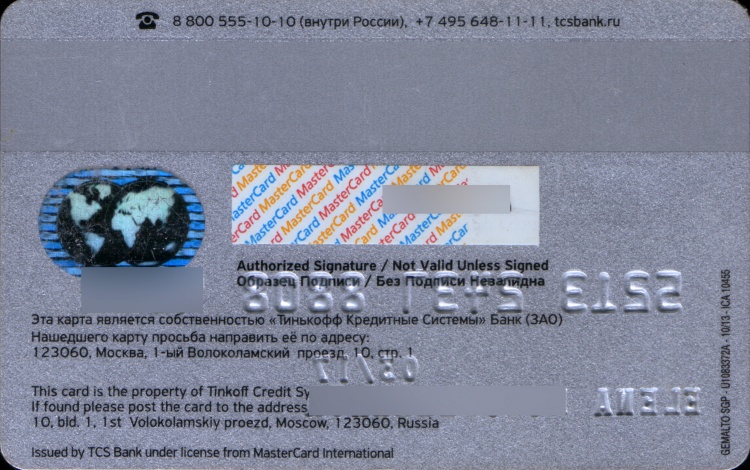 8 800 555-10-10 (внутри России), +7 495 648-11-11, tcsbank.ru
MasterCard MasterCard MasterCard
Authorized Signature / Not Valid Unless Signed
Образец Подписи / Без Подписи Невалидна
Эта карта является собственностью «Тинькофф Кредитные Системы» Банк (ЗАО)
Нашедшего карту просьба направить её по адресу:
123060, Москва, 1-ый Волоколамский проезд, 10, стр. 1
This card is the property of Tinkoff Credit Sy
If found please post the card to the address
10, bld. 1, 1st Volokolamskiy proezd, Moscow, 123060, Russia
Issued by TCS Bank under license from MasterCard International
GEMALTO SGP - U1083372A - 10/13 - ICA 10455